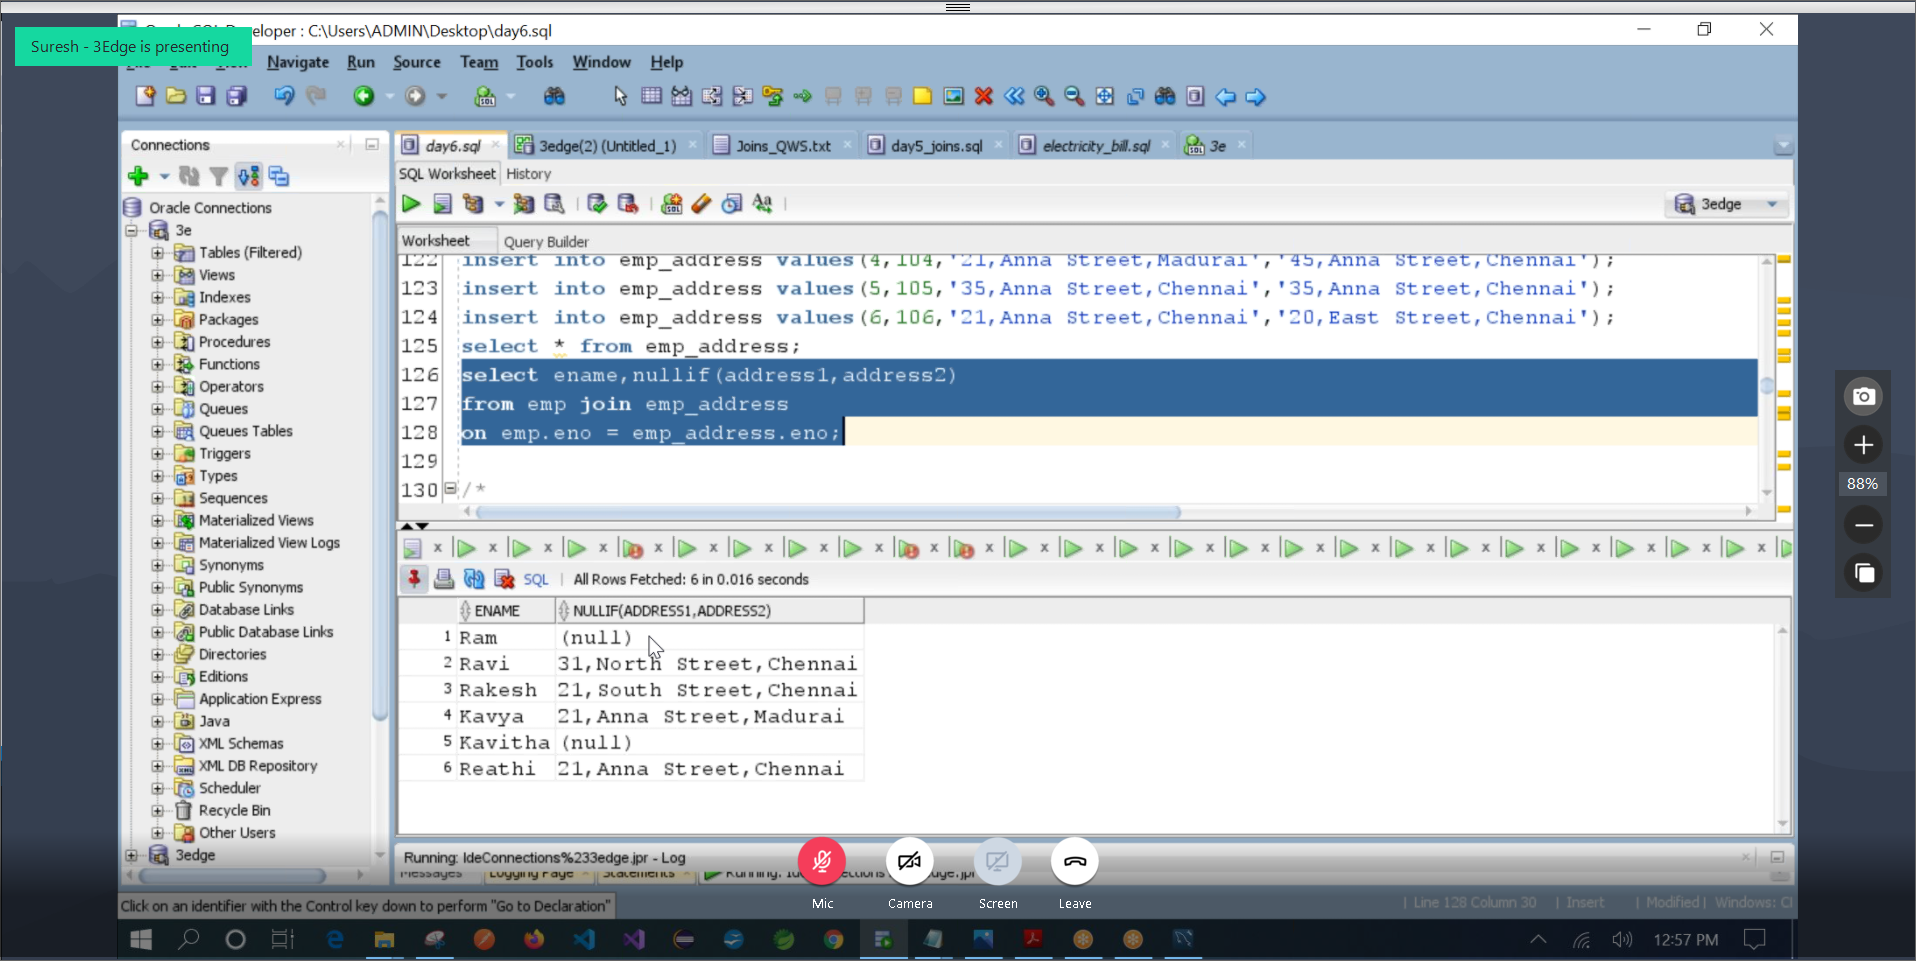 Suresh - 3Edge is presenting
eloper : C:\Users\ADMIN\Desktop\day6.sql
Navigate Run Source Team Tools Window Help
Connections
day6.sql 3edge(2) (Untitled_1) Joins_QWS.txt day5_joins.sql electricity_bill.sql 3e
SQL Worksheet History
3edge
Worksheet Query Builder
Oracle Connections
3e
Tables (Filtered)
Views
Indexes
Packages
Procedures
Functions
Operators
Queues
Queues Tables
Triggers
Types
Sequences
Materialized Views
Materialized View Logs
Synonyms
Public Synonyms
Database Links
Public Database Links
Directories
Editions
Application Express
Java
XML Schemas
XML DB Repository
Scheduler
Recycle Bin
Other Users
3edge
122 insert into emp_address values(4,104,'21,Anna Street,Madurai','45,Anna Street,Chennai');
123 insert into emp_address values(5,105,'35,Anna Street,Chennai','35,Anna Street,Chennai');
124 insert into emp_address values(6,106,'21,Anna Street,Chennai','20,East Street,Chennai');
125 select * from emp_address;
126 select ename,nullif(address1,address2)
127 from emp join emp_address
128 on emp.eno = emp_address.eno;
129
130 /*
88%
SQL | All Rows Fetched: 6 in 0.016 seconds
ENAME NULLIF(ADDRESS1,ADDRESS2)
1 Ram (null)
2 Ravi 31,North Street,Chennai
3 Rakesh 21,South Street,Chennai
4 Kavya 21,Anna Street,Madurai
5 Kavitha (null)
6 Reathi 21,Anna Street,Chennai
Running: IdeConnections%233edge.jpr - Log
Messages Logging Page Statements Running: Ide
Mic Camera Screen Leave
Click on an identifier with the Control key down to perform "Go to Declaration"
| Line 128 Column 30 | Insert | Modified | Windows:
12:57 PM